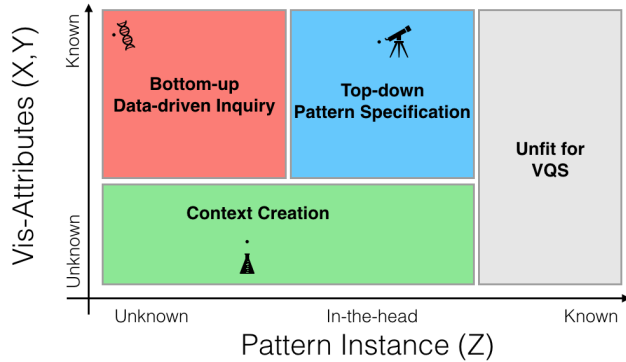 Vis-Attributes (X,Y)
Known
Unknown
Bottom-up
Data-driven Inquiry
Top-down
Pattern Specification
Unfit for
VQS
Context Creation
Unknown
In-the-head
Known
Pattern Instance (Z)